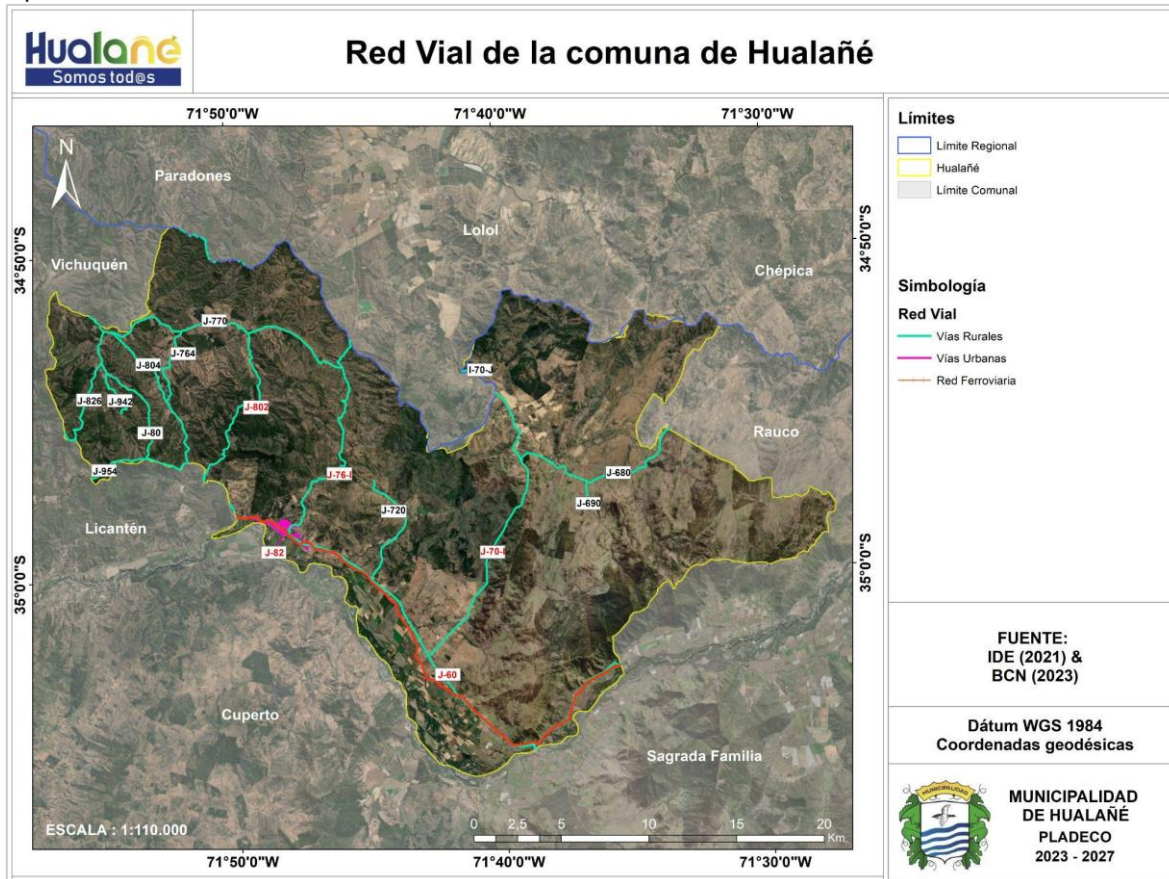 Hualañé
Somos tod@s
Red Vial de la comuna de Hualañé
71°50'0"W
71°40'0"W
71°30'0"W
N
Paradones
Lolol
Chépica
Vichuquén
34°50'0"S
34°50'0"S
J-770
J-764
J-804
I-70-J
J-826
J-942
J-802
J-80
Rauco
J-954
J-76-I
J-680
J-690
J-720
Licantén
J-82
J-70-I
35°0'0"S
35°0'0"S
J-60
Cuperto
Sagrada Familia
ESCALA : 1:110.000
0 2,5 5 10 15 20
Km
71°50'0"W
71°40'0"W
71°30'0"W
Límites
Límite Regional
Hualañé
Límite Comunal
Simbología
Red Vial
Vías Rurales
Vías Urbanas
Red Ferroviaria
FUENTE:
IDE (2021) &
BCN (2023)
Dátum WGS 1984
Coordenadas geodésicas
MUNICIPALIDAD
MUNICIPALIDAD
DE HUALAÑÉ
PLADECO
2023 - 2027